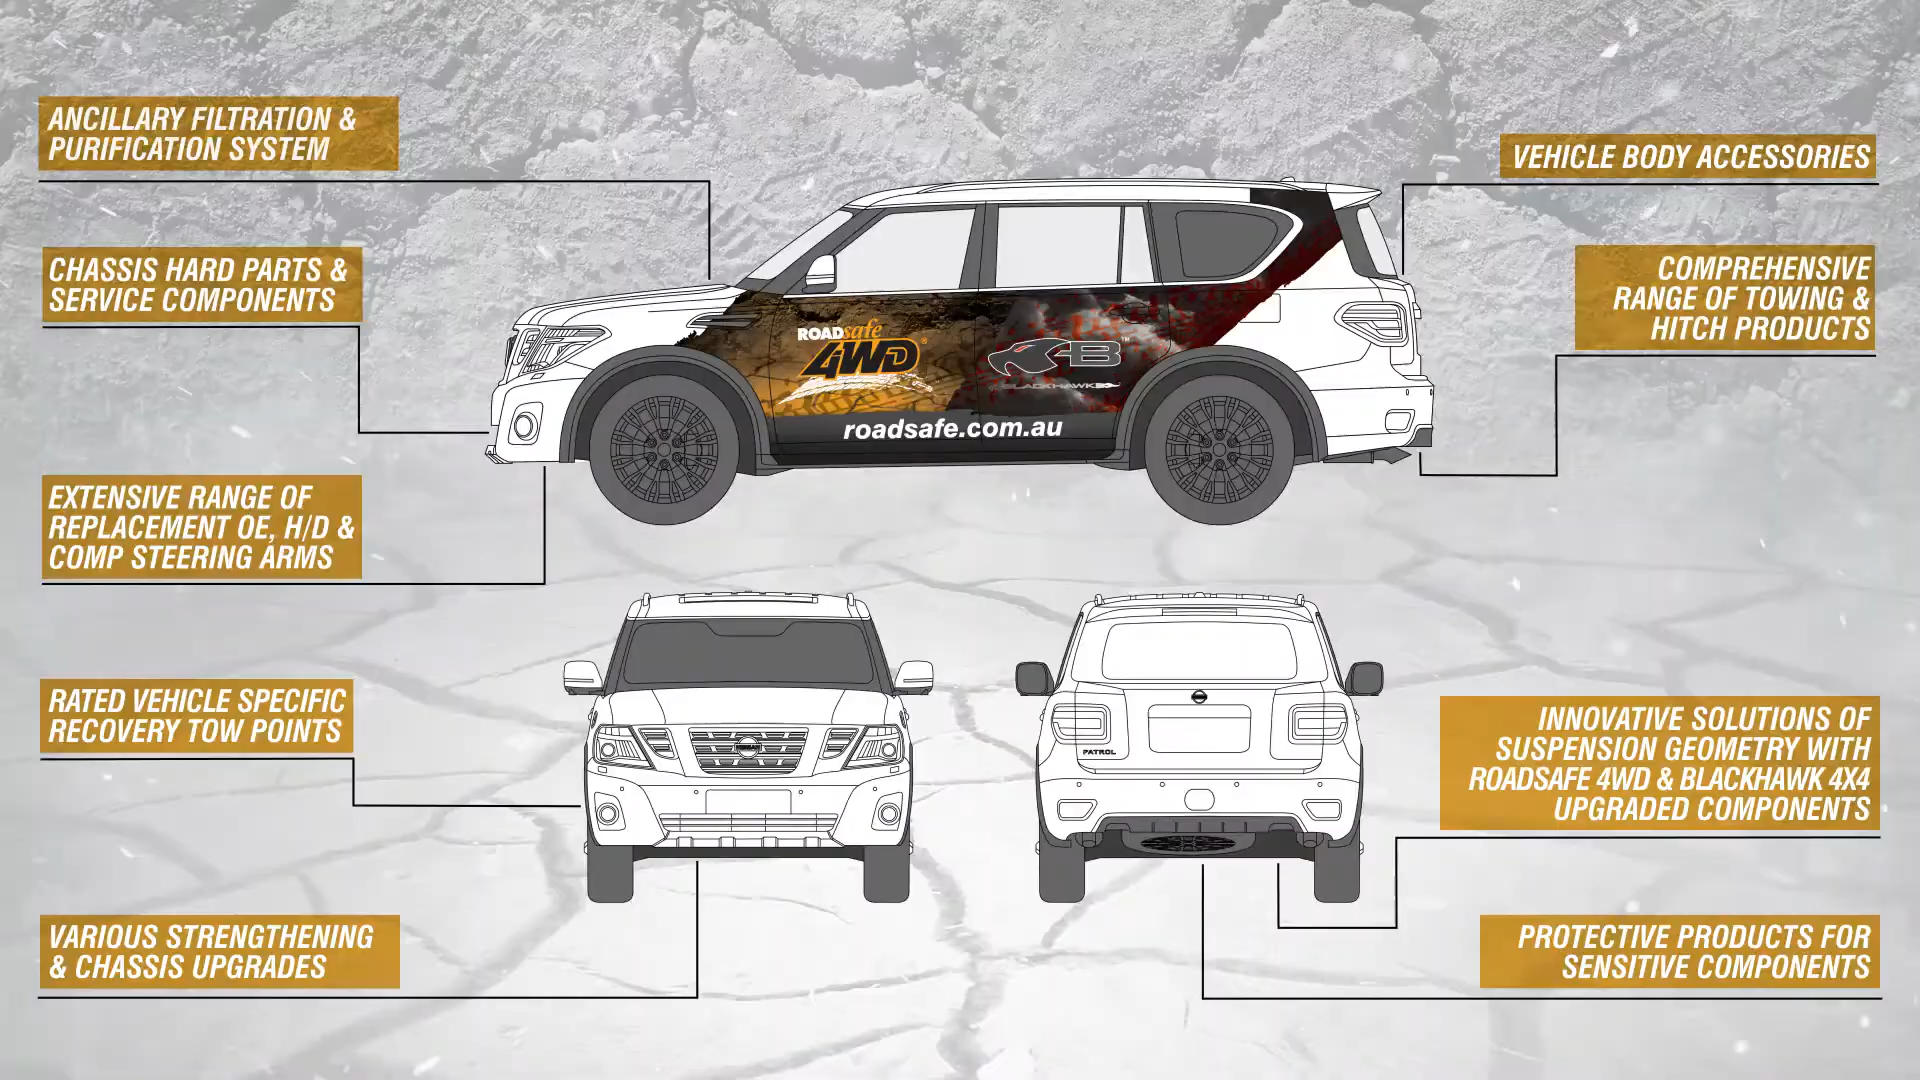 ANCILLARY FILTRATION &
PURIFICATION SYSTEM
CHASSIS HARD PARTS &
SERVICE COMPONENTS
EXTENSIVE RANGE OF
REPLACEMENT OE, H/D &
COMP STEERING ARMS
RATED VEHICLE SPECIFIC
RECOVERY TOW POINTS
VARIOUS STRENGTHENING
& CHASSIS UPGRADES
ROADsafe
4WD®
B™
BLACKHAWK
roadsafe.com.au
NISSAN
PATROL
VEHICLE BODY ACCESSORIES
COMPREHENSIVE
RANGE OF TOWING &
HITCH PRODUCTS
INNOVATIVE SOLUTIONS OF
SUSPENSION GEOMETRY WITH
ROADSAFE 4WD & BLACKHAWK 4X4
UPGRADED COMPONENTS
PROTECTIVE PRODUCTS FOR
SENSITIVE COMPONENTS